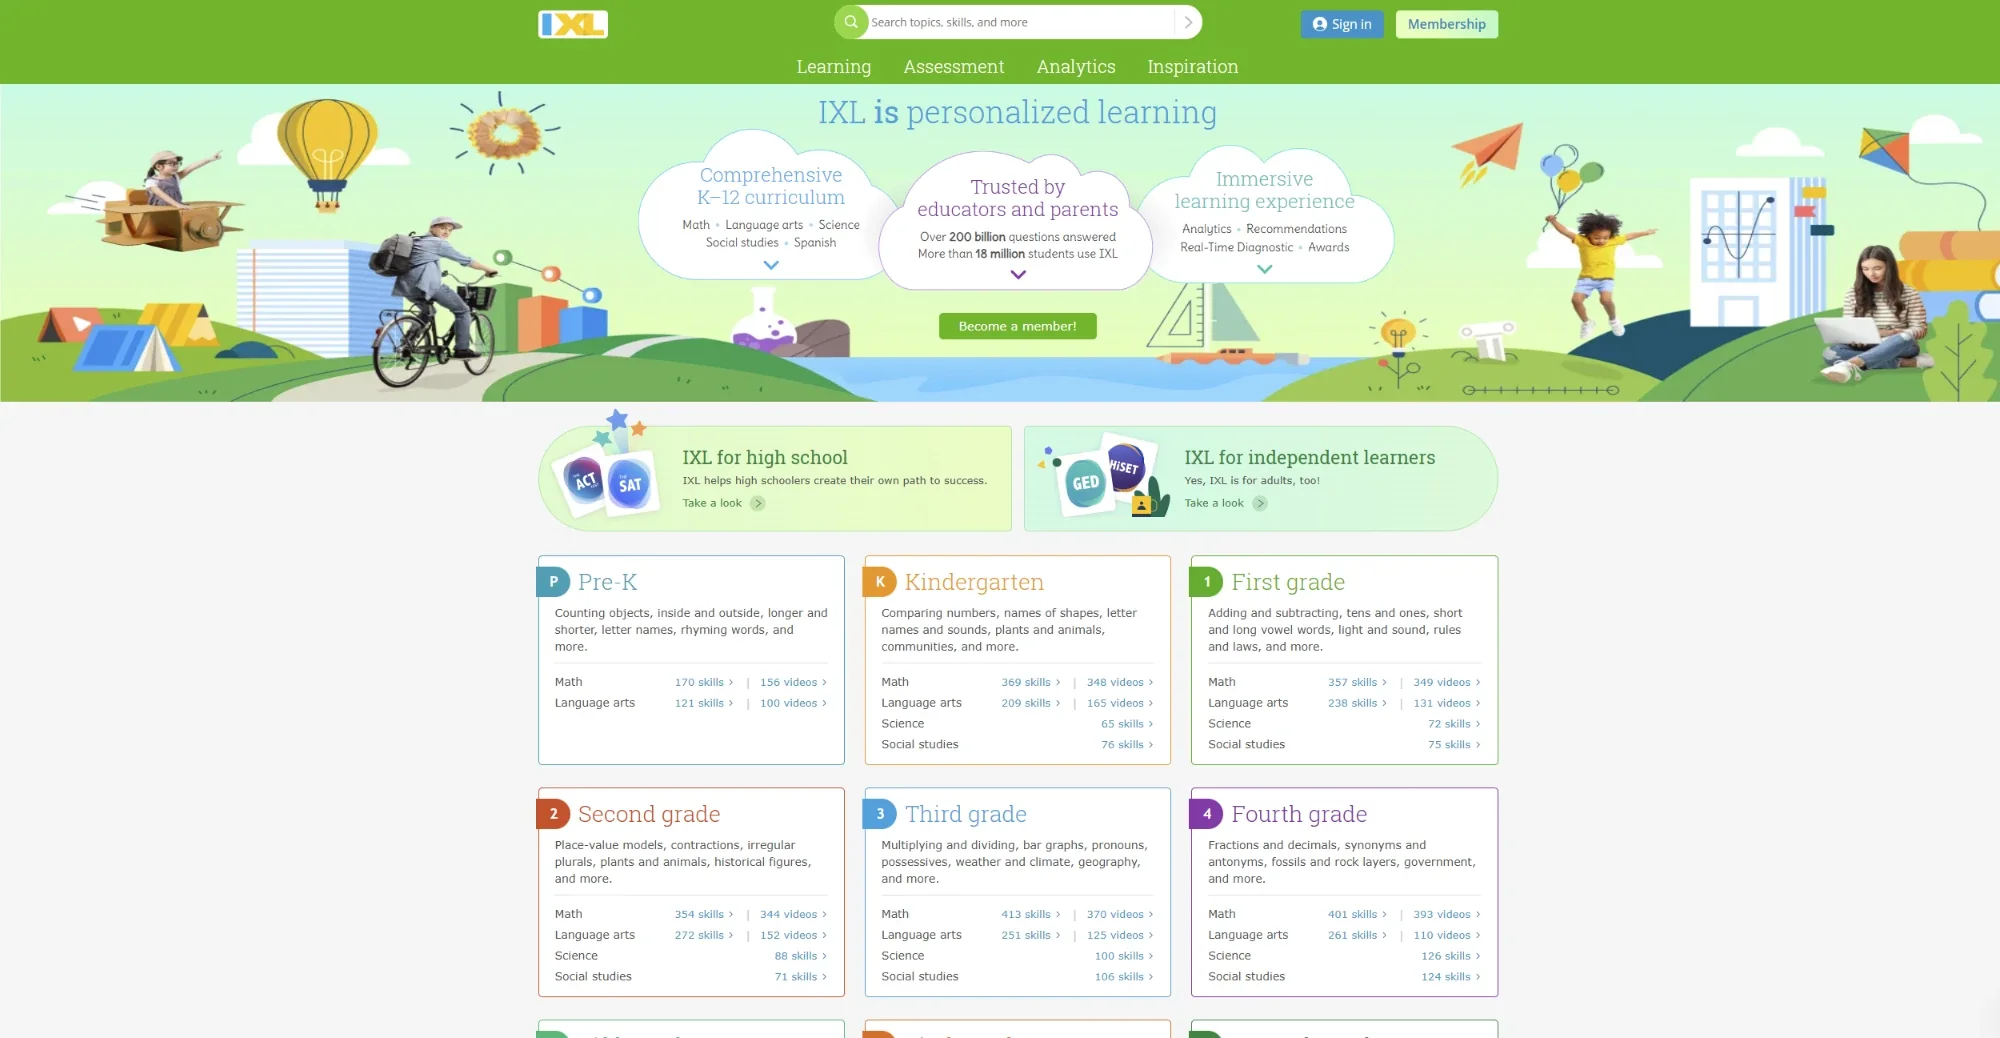 IXL
Search topics, skills, and more
Sign in
Membership
Learning
Assessment
Analytics
Inspiration
IXL is personalized learning
Comprehensive
K–12 curriculum
Math • Language arts • Science
Social studies • Spanish
Trusted by
educators and parents
Over 200 billion questions answered
More than 18 million students use IXL
Immersive
learning experience
Analytics • Recommendations
Real-Time Diagnostic • Awards
Become a member!
THE ACT
THE SAT
IXL for high school
IXL helps high schoolers create their own path to success.
Take a look
GED
HiSET
IXL for independent learners
Yes, IXL is for adults, too!
Take a look
P Pre-K
Counting objects, inside and outside, longer and
shorter, letter names, rhyming words, and
more.
Math 170 skills › | 156 videos ›
Language arts 121 skills › | 100 videos ›
K Kindergarten
Comparing numbers, names of shapes, letter
names and sounds, plants and animals,
communities, and more.
Math 369 skills › | 348 videos ›
Language arts 209 skills › | 165 videos ›
Science 65 skills ›
Social studies 76 skills ›
1 First grade
Adding and subtracting, tens and ones, short
and long vowel words, light and sound, rules
and laws, and more.
Math 357 skills › | 349 videos ›
Language arts 238 skills › | 131 videos ›
Science 72 skills ›
Social studies 75 skills ›
2 Second grade
Place-value models, contractions, irregular
plurals, plants and animals, historical figures,
and more.
Math 354 skills › | 344 videos ›
Language arts 272 skills › | 152 videos ›
Science 88 skills ›
Social studies 71 skills ›
3 Third grade
Multiplying and dividing, bar graphs, pronouns,
possessives, weather and climate, geography,
and more.
Math 413 skills › | 370 videos ›
Language arts 251 skills › | 125 videos ›
Science 100 skills ›
Social studies 106 skills ›
4 Fourth grade
Fractions and decimals, synonyms and
antonyms, fossils and rock layers, government,
and more.
Math 401 skills › | 393 videos ›
Language arts 261 skills › | 110 videos ›
Science 126 skills ›
Social studies 124 skills ›